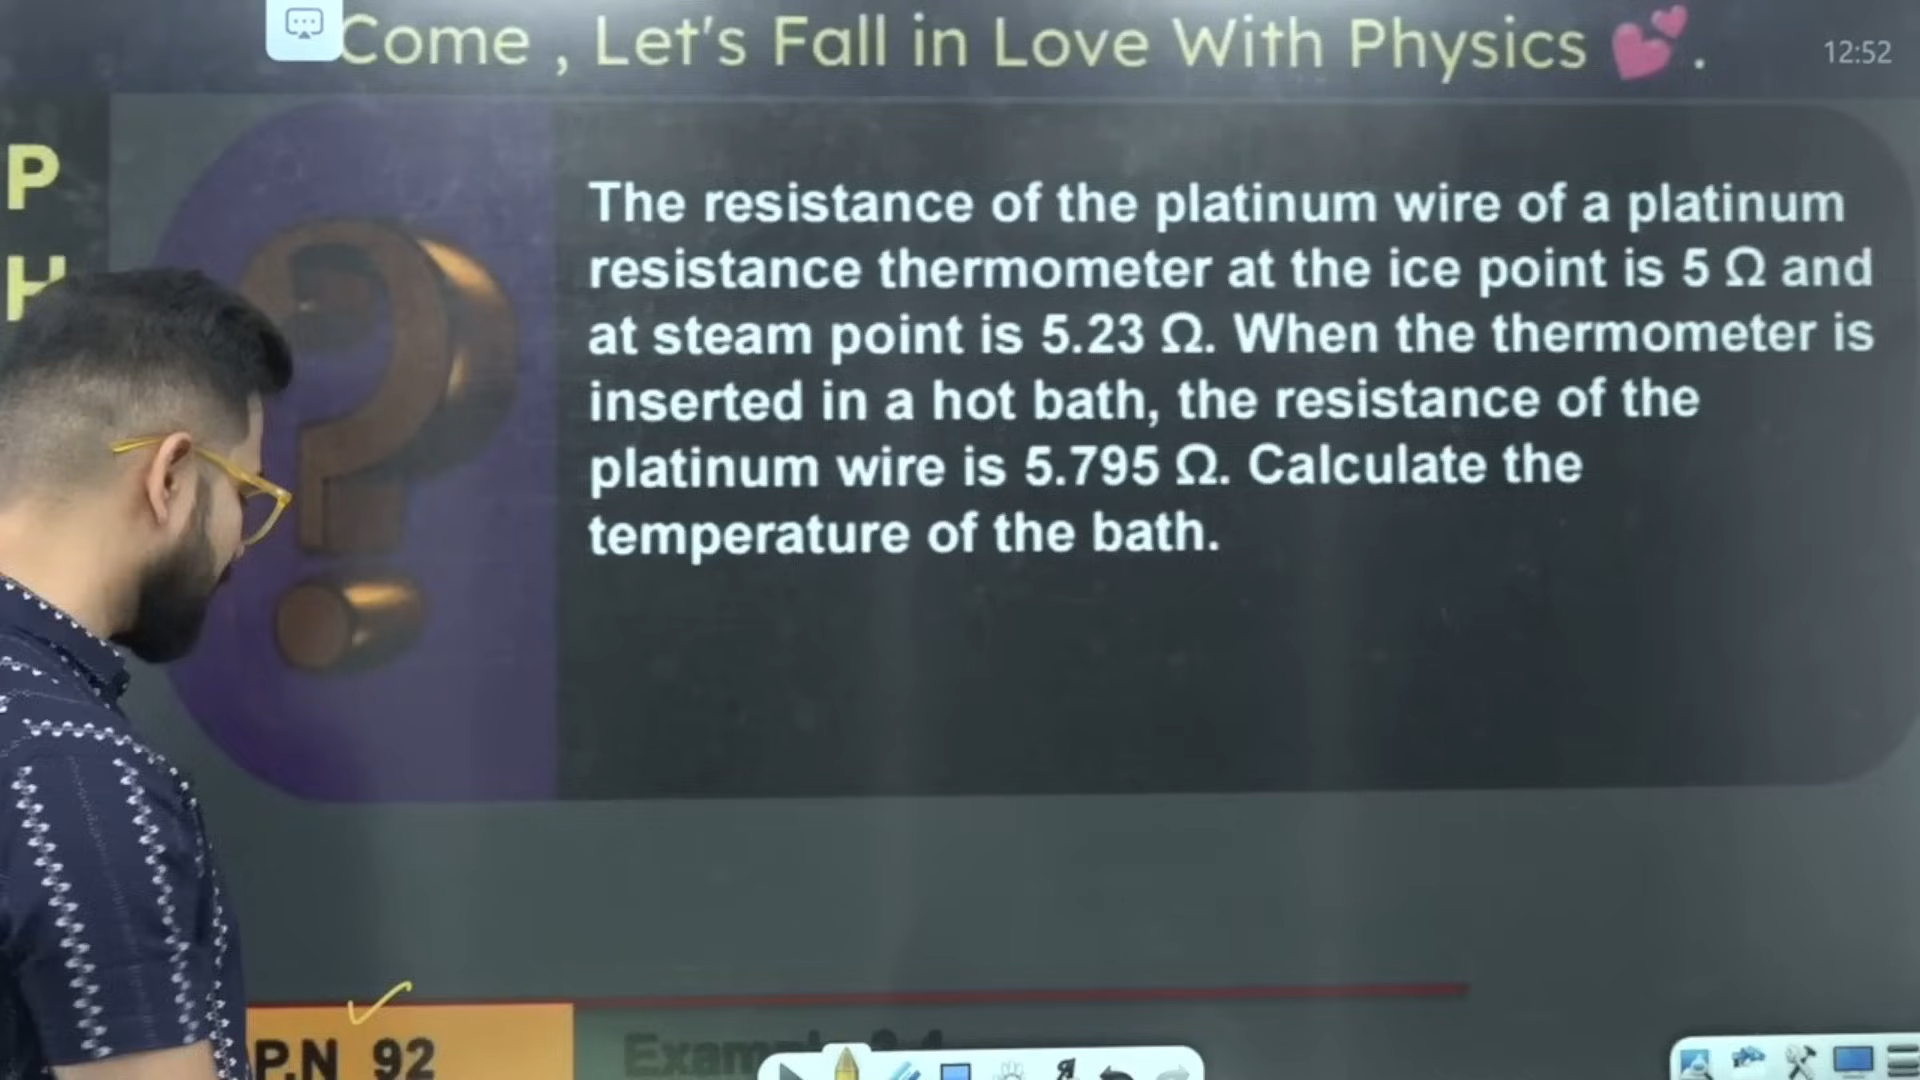 Come , Let's Fall in Love With Physics 💕 .
12:52
P
H
The resistance of the platinum wire of a platinum
resistance thermometer at the ice point is 5 Ω and
at steam point is 5.23 Ω. When the thermometer is
inserted in a hot bath, the resistance of the
platinum wire is 5.795 Ω. Calculate the
temperature of the bath.
P.N 92